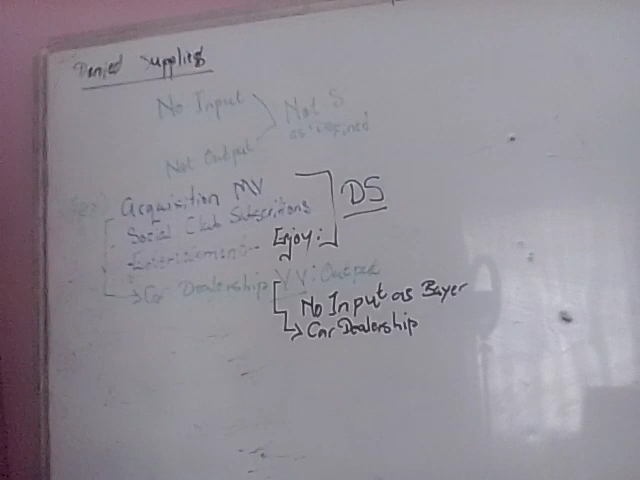 Denied Supplies
No Input
Not S
as defined
Not Output
Acquisition MV
DS
Social Club Subscriptions
Entertainment - Enjoy:
Car Dealership VV: Output
No Input as Buyer
Car Dealership